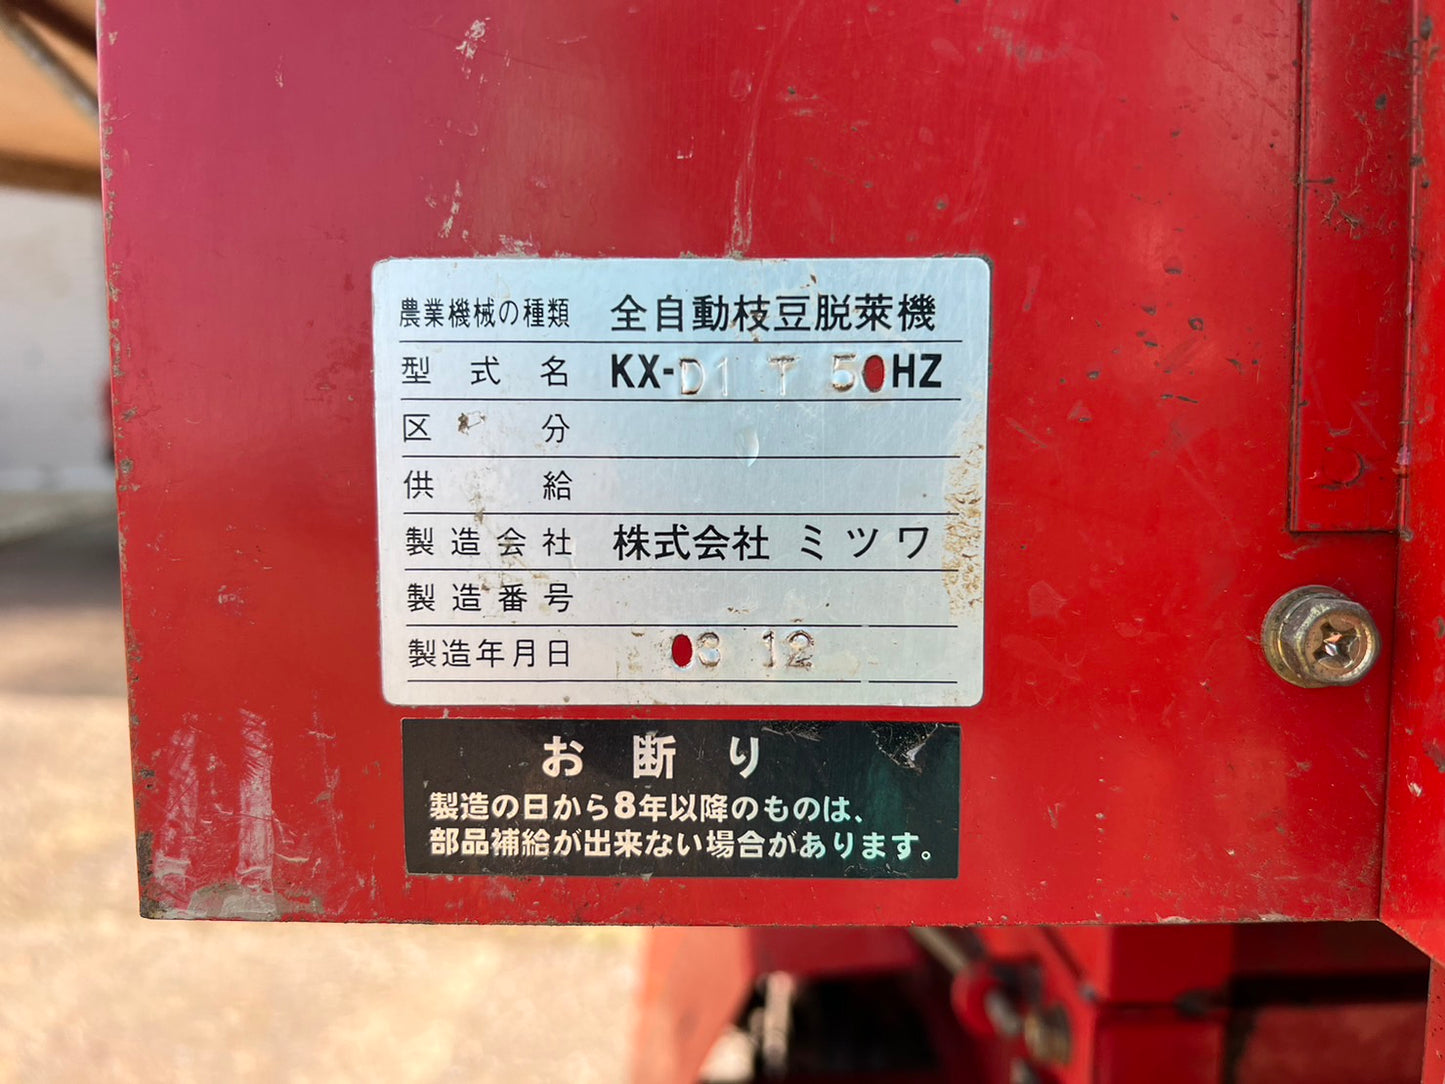 農業機械の種類 全自動枝豆脱莢機
型式名 KX-D1 T 50HZ
区分
供給
製造会社 株式会社 ミツワ
製造番号
製造年月日 03 12
お断り
製造の日から8年以降のものは、
部品補給が出来ない場合があります。